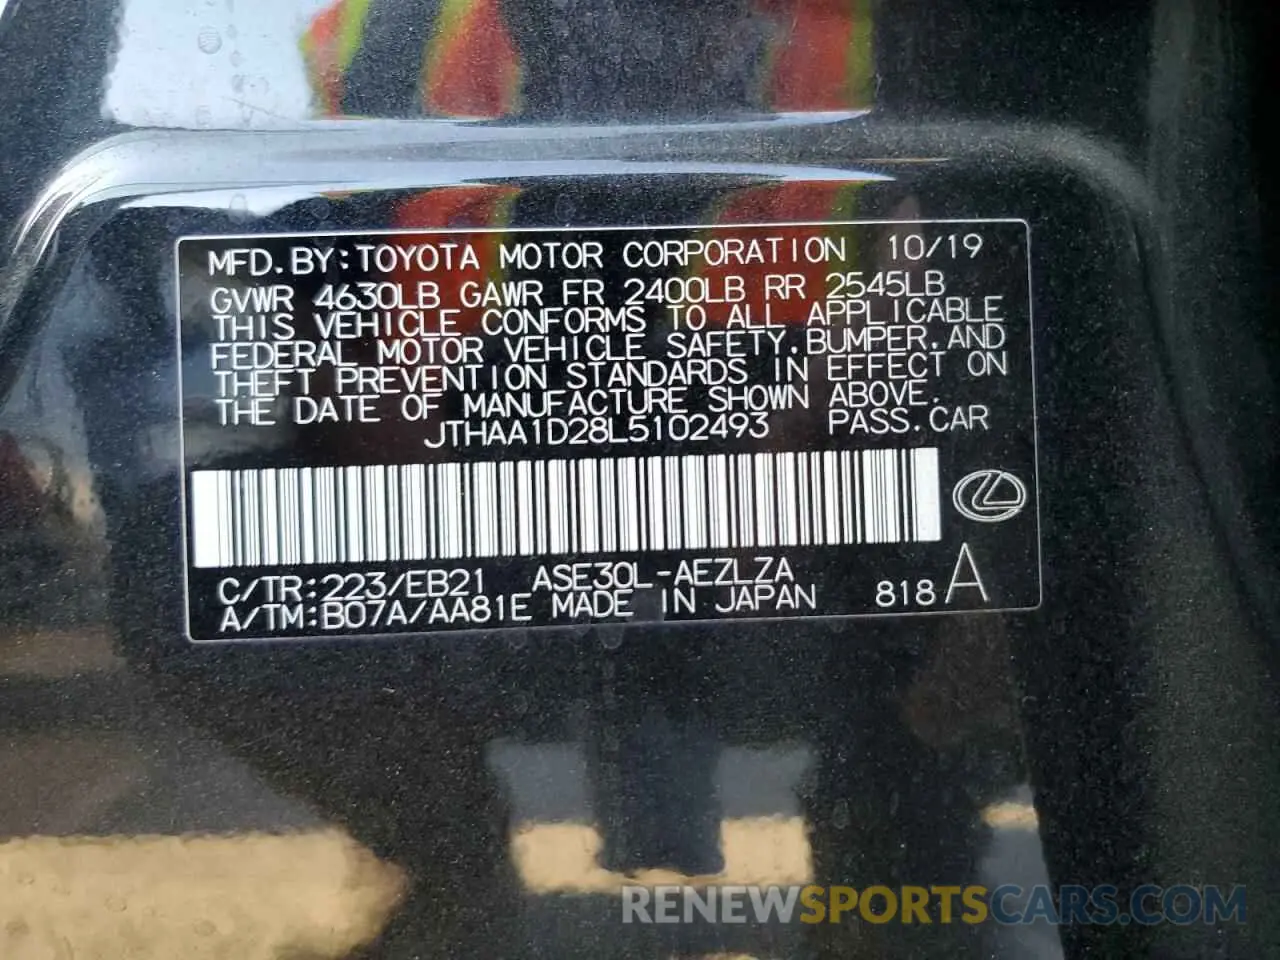 MFD. BY: TOYOTA MOTOR CORPORATION 10/19
GVWR 4630LB GAWR FR 2400LB RR 2545LB
THIS VEHICLE CONFORMS TO ALL APPLICABLE
FEDERAL MOTOR VEHICLE SAFETY, BUMPER, AND
THEFT PREVENTION STANDARDS IN EFFECT ON
THE DATE OF MANUFACTURE SHOWN ABOVE.
JTHAA1D28L5102493 PASS. CAR
C/TR: 223/EB21 ASE30L-AEZLZA
A/TM: B07A/AA81E MADE IN JAPAN 818 A
RENEWSPORTSCARS.COM